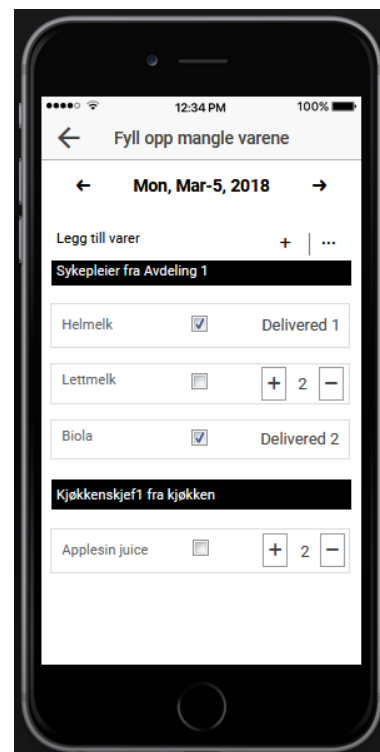 12:34 PM 100%
Fyll opp mangle varene
Mon, Mar-5, 2018
Legg till varer + | ...
Sykepleier fra Avdeling 1
Helmelk Delivered 1
Lettmelk + 2 −
Biola Delivered 2
Kjøkkenskjef1 fra kjøkken
Applesin juice + 2 −